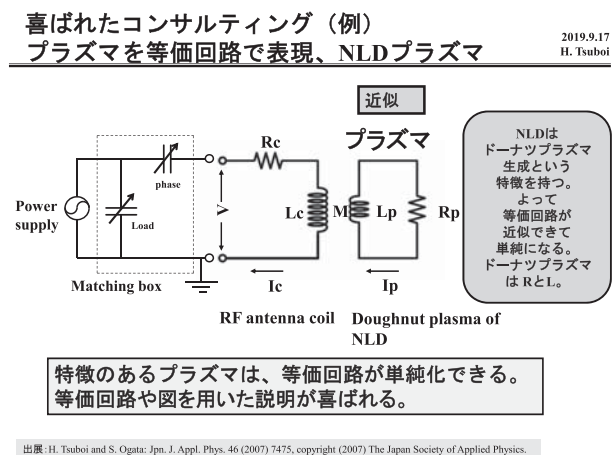 喜ばれたコンサルティング（例）
プラズマを等価回路で表現、NLDプラズマ
2019.9.17
H. Tsuboi
近似
プラズマ
Rc
phase
Load
Power
supply
V
Lc
M
Lp
Rp
Matching box
Ic
Ip
RF antenna coil
Doughnut plasma of
NLD
NLDは
ドーナツプラズマ
生成という
特徴を持つ。
よって
等価回路が
近似できて
単純になる。
ドーナツプラズマ
は RとL。
特徴のあるプラズマは、等価回路が単純化できる。
等価回路や図を用いた説明が喜ばれる。
出展：H. Tsuboi and S. Ogata: Jpn. J. Appl. Phys. 46 (2007) 7475, copyright (2007) The Japan Society of Applied Physics.